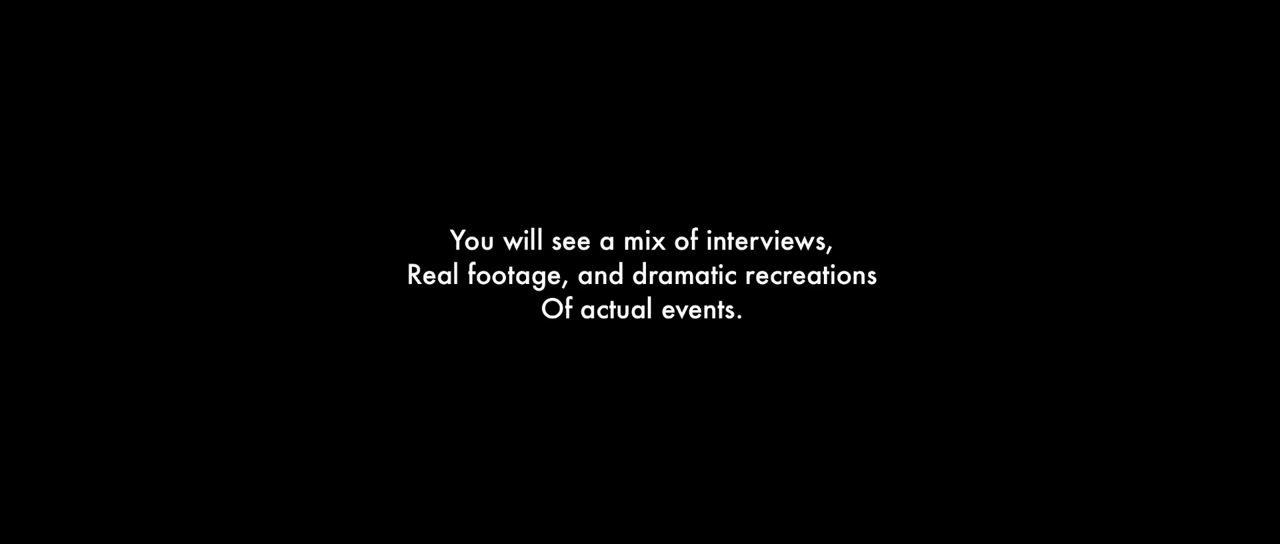 You will see a mix of interviews,
Real footage, and dramatic recreations
Of actual events.